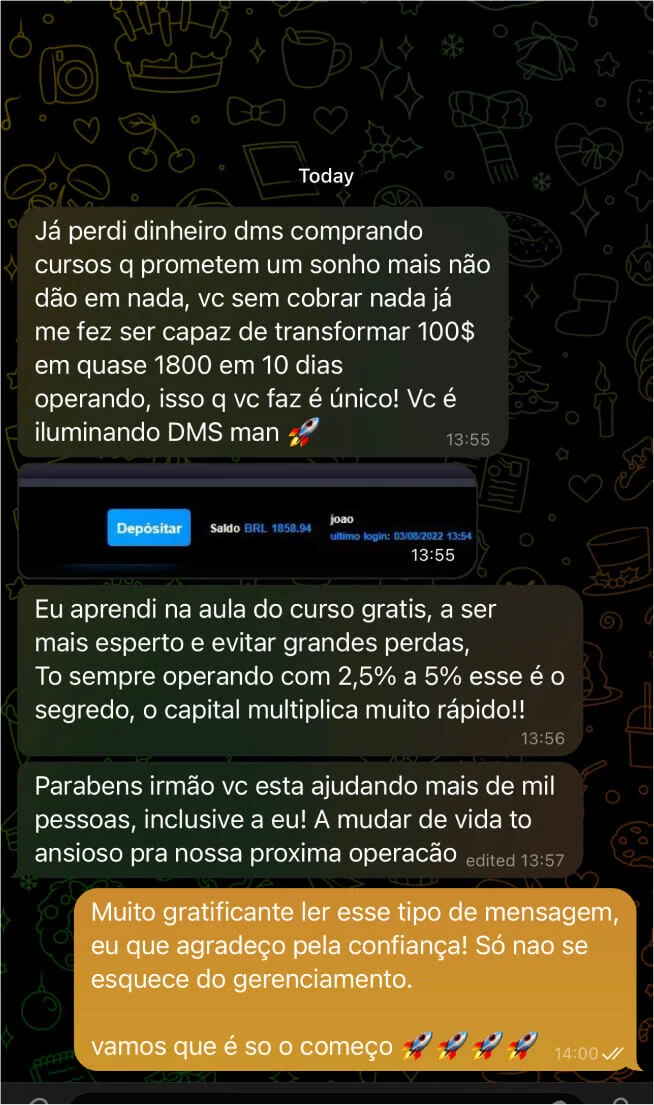 Today
Já perdi dinheiro dms comprando
cursos q prometem um sonho mais não
dão em nada, vc sem cobrar nada já
me fez ser capaz de transformar 100$
em quase 1800 em 10 dias
operando, isso q vc faz é único! Vc é
iluminando DMS man 🚀
13:55
Depósitar
Saldo BRL 1858.94
joao
ultimo login: 03/08/2022 13:54
13:55
Eu aprendi na aula do curso gratis, a ser
mais esperto e evitar grandes perdas,
To sempre operando com 2,5% a 5% esse é o
segredo, o capital multiplica muito rápido!!
13:56
Parabens irmão vc esta ajudando mais de mil
pessoas, inclusive a eu! A mudar de vida to
ansioso pra nossa proxima operacão edited 13:57
Muito gratificante ler esse tipo de mensagem,
eu que agradeço pela confiança! Só nao se
esquece do gerenciamento.
vamos que é so o começo 🚀🚀🚀🚀 14:00